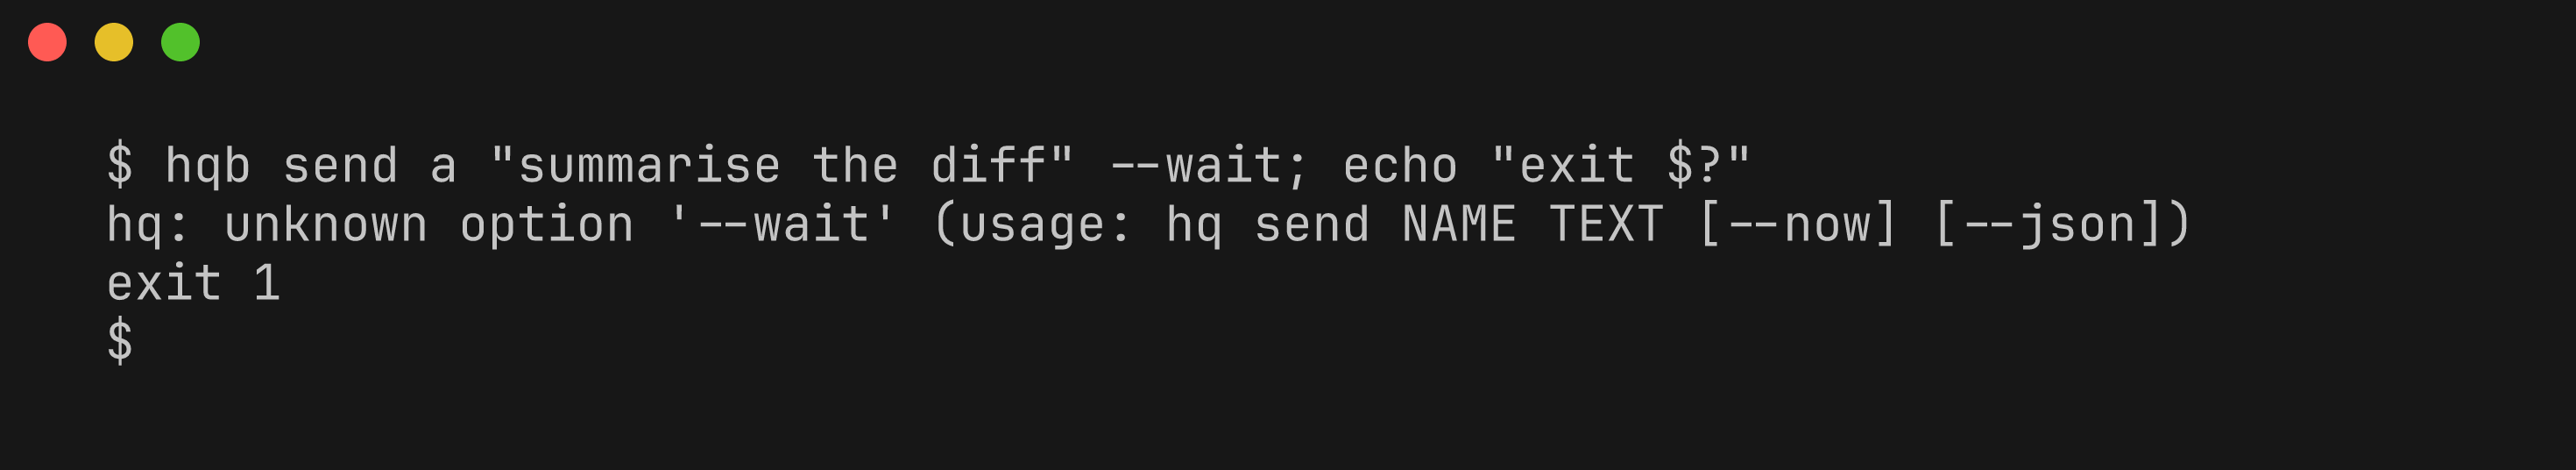 $ hqb send a "summarise the diff" --wait; echo "exit $?"
hq: unknown option '--wait' (usage: hq send NAME TEXT [--now] [--json])
exit 1
$